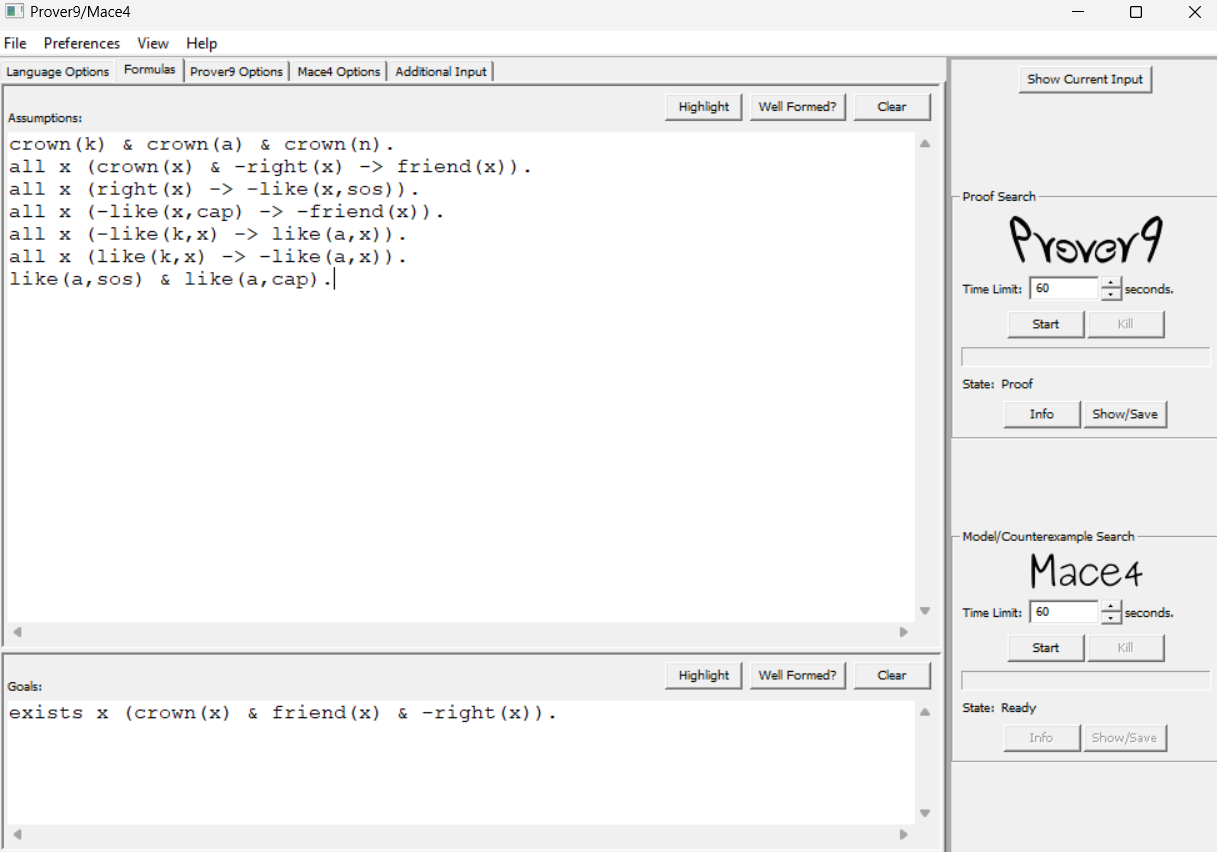 Prover9/Mace4
File Preferences View Help
Language Options Formulas Prover9 Options Mace4 Options Additional Input
Show Current Input
Assumptions:
Highlight Well Formed? Clear
crown(k) & crown(a) & crown(n).
all x (crown(x) & -right(x) -> friend(x)).
all x (right(x) -> -like(x,sos)).
all x (-like(x,cap) -> -friend(x)).
all x (-like(k,x) -> like(a,x)).
all x (like(k,x) -> -like(a,x)).
like(a,sos) & like(a,cap).
Goals:
Highlight Well Formed? Clear
exists x (crown(x) & friend(x) & -right(x)).
Proof Search
Prover9
Time Limit: 60 seconds.
Start Kill
State: Proof
Info Show/Save
Model/Counterexample Search
Mace4
Time Limit: 60 seconds.
Start Kill
State: Ready
Info Show/Save